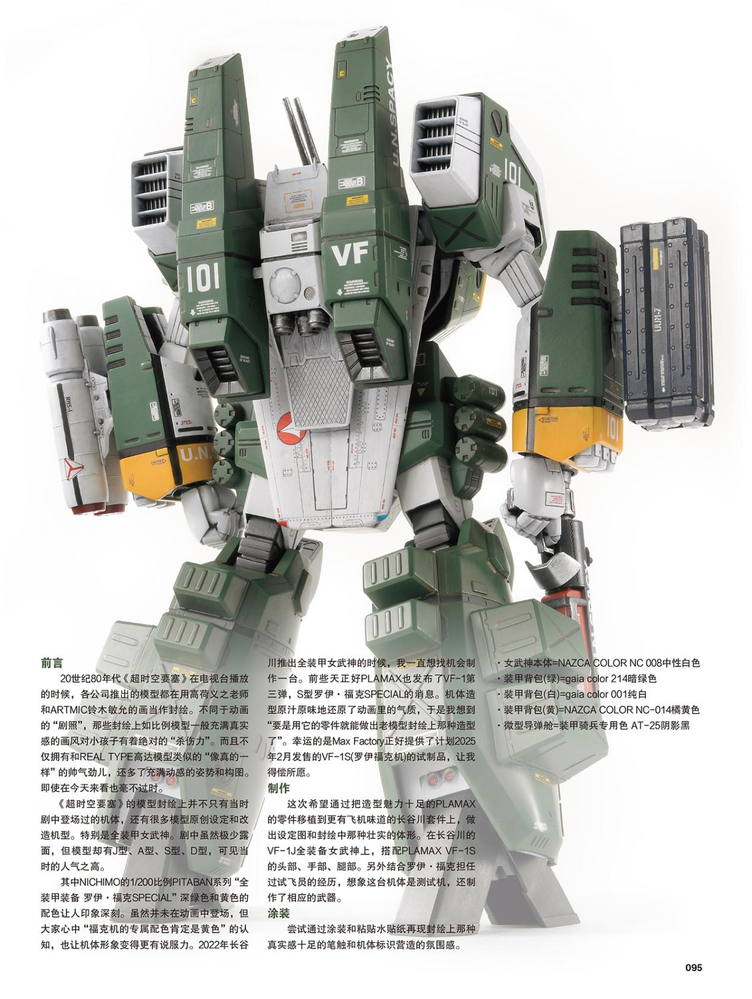 U.N.SPACY
WARNING
BEWARE OF BLAST
101
B
B
VF
101
WARNING
WARNING
BEWARE OF BLAST
BEWARE OF BLAST
UUM-7
RMS-1
101
CAUTION
101
CAUTION
U.N.S
NO STEP
前言
20世纪80年代《超时空要塞》在电视台播放
的时候，各公司推出的模型都在用高荷义之老师
和ARTMIC铃木敏允的画当作封绘。不同于动画
的“剧照”，那些封绘上如比例模型一般充满真实
感的画风对小孩子有着绝对的“杀伤力”。而且不
仅拥有和REAL TYPE高达模型类似的“像真的一
样”的帅气劲儿，还多了充满动感的姿势和构图。
即使在今天来看也毫不过时。
《超时空要塞》的模型封绘上并不只有当时
剧中登场过的机体，还有很多模型原创设定和改
造机型。特别是全装甲女武神。剧中虽然极少露
面，但模型却有J型、A型、S型、D型，可见当
时的人气之高。
其中NICHIMO的1/200比例PITABAN系列“全
装甲装备 罗伊·福克SPECIAL”深绿色和黄色的
配色让人印象深刻。虽然并未在动画中登场，但
大家心中“福克机的专属配色肯定是黄色”的认
知，也让机体形象变得更有说服力。2022年长谷
川推出全装甲女武神的时候，我一直想找机会制
作一台。前些天正好PLAMAX也发布了VF-1第
三弹，S型罗伊·福克SPECIAL的消息。机体造
型原汁原味地还原了动画里的气质，于是我想到
“要是用它的零件就能做出老模型封绘上那种造型
了”。幸运的是Max Factory正好提供了计划2025
年2月发售的VF-1S(罗伊福克机)的试制品，让我
得偿所愿。
制作
这次希望通过把造型魅力十足的PLAMAX
的零件移植到更有飞机味道的长谷川套件上，做
出设定图和封绘中那种壮实的体形。在长谷川的
VF-1J全装备女武神上，搭配PLAMAX VF-1S
的头部、手部、腿部。另外结合罗伊·福克担任
过试飞员的经历，想象这台机体是测试机，还制
作了相应的武器。
涂装
尝试通过涂装和粘贴水贴纸再现封绘上那种
真实感十足的笔触和机体标识营造的氛围感。
·女武神本体=NAZCA COLOR NC 008中性白色
·装甲背包(绿)=gaia color 214暗绿色
·装甲背包(白)=gaia color 001纯白
·装甲背包(黄)=NAZCA COLOR NC-014橘黄色
·微型导弹舱=装甲骑兵专用色 AT-25阴影黑
095